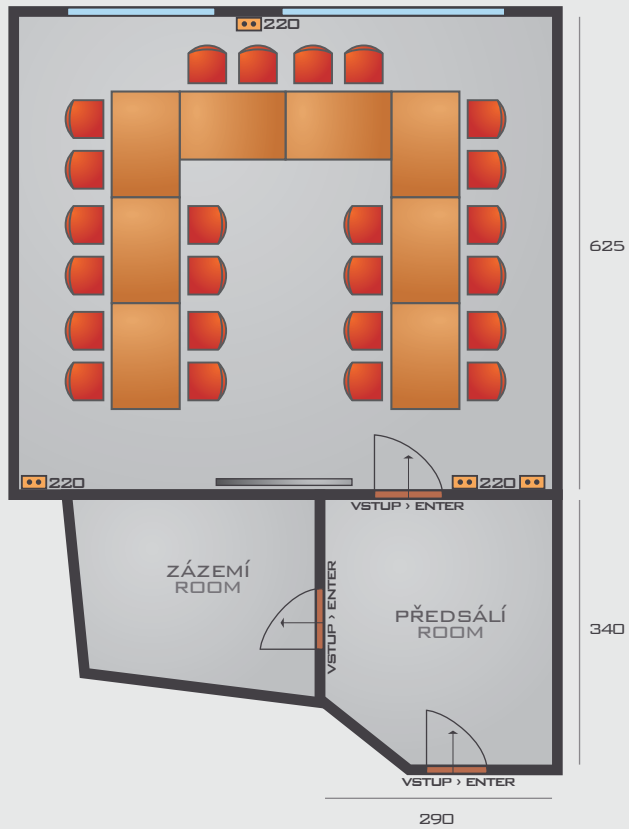 220
625
220
220
VSTUP › ENTER
ZÁZEMÍ
ROOM
VSTUP › ENTER
PŘEDSÁLÍ
ROOM
340
VSTUP › ENTER
290